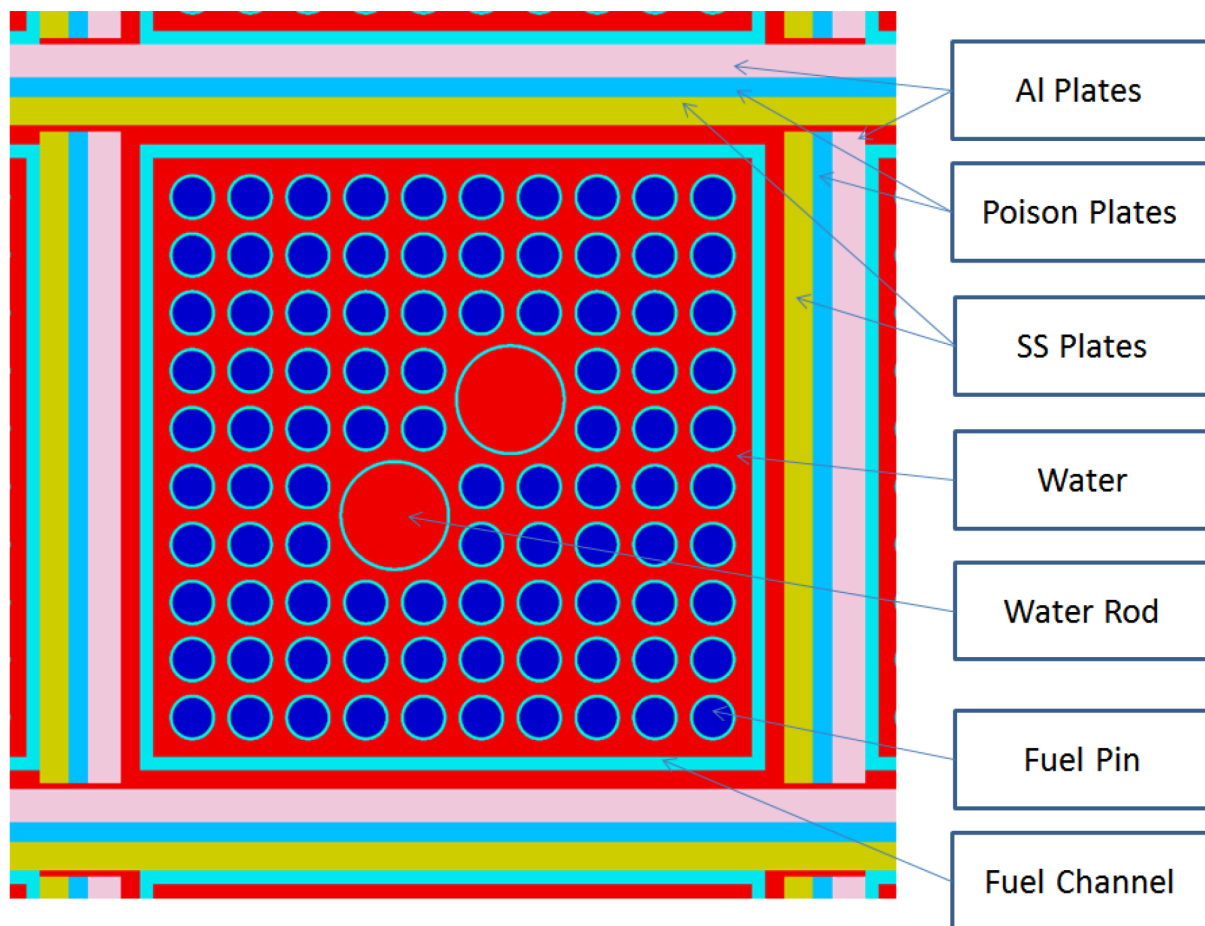 Al Plates
Poison Plates
SS Plates
Water
Water Rod
Fuel Pin
Fuel Channel